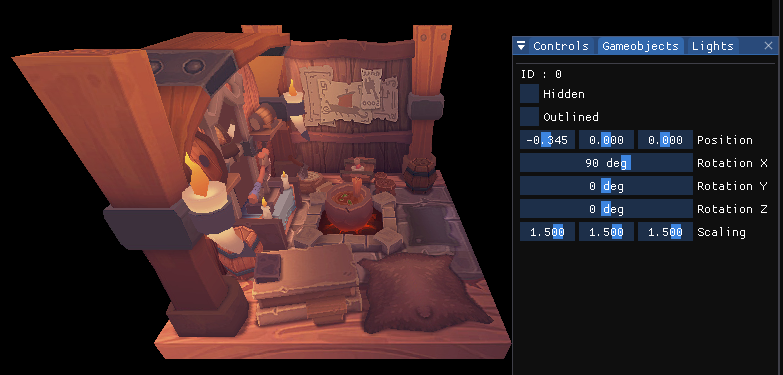 Controls Gameobjects Lights
ID : 0
Hidden
Outlined
-0.345 0.000 0.000 Position
90 deg Rotation X
0 deg Rotation Y
0 deg Rotation Z
1.500 1.500 1.500 Scaling